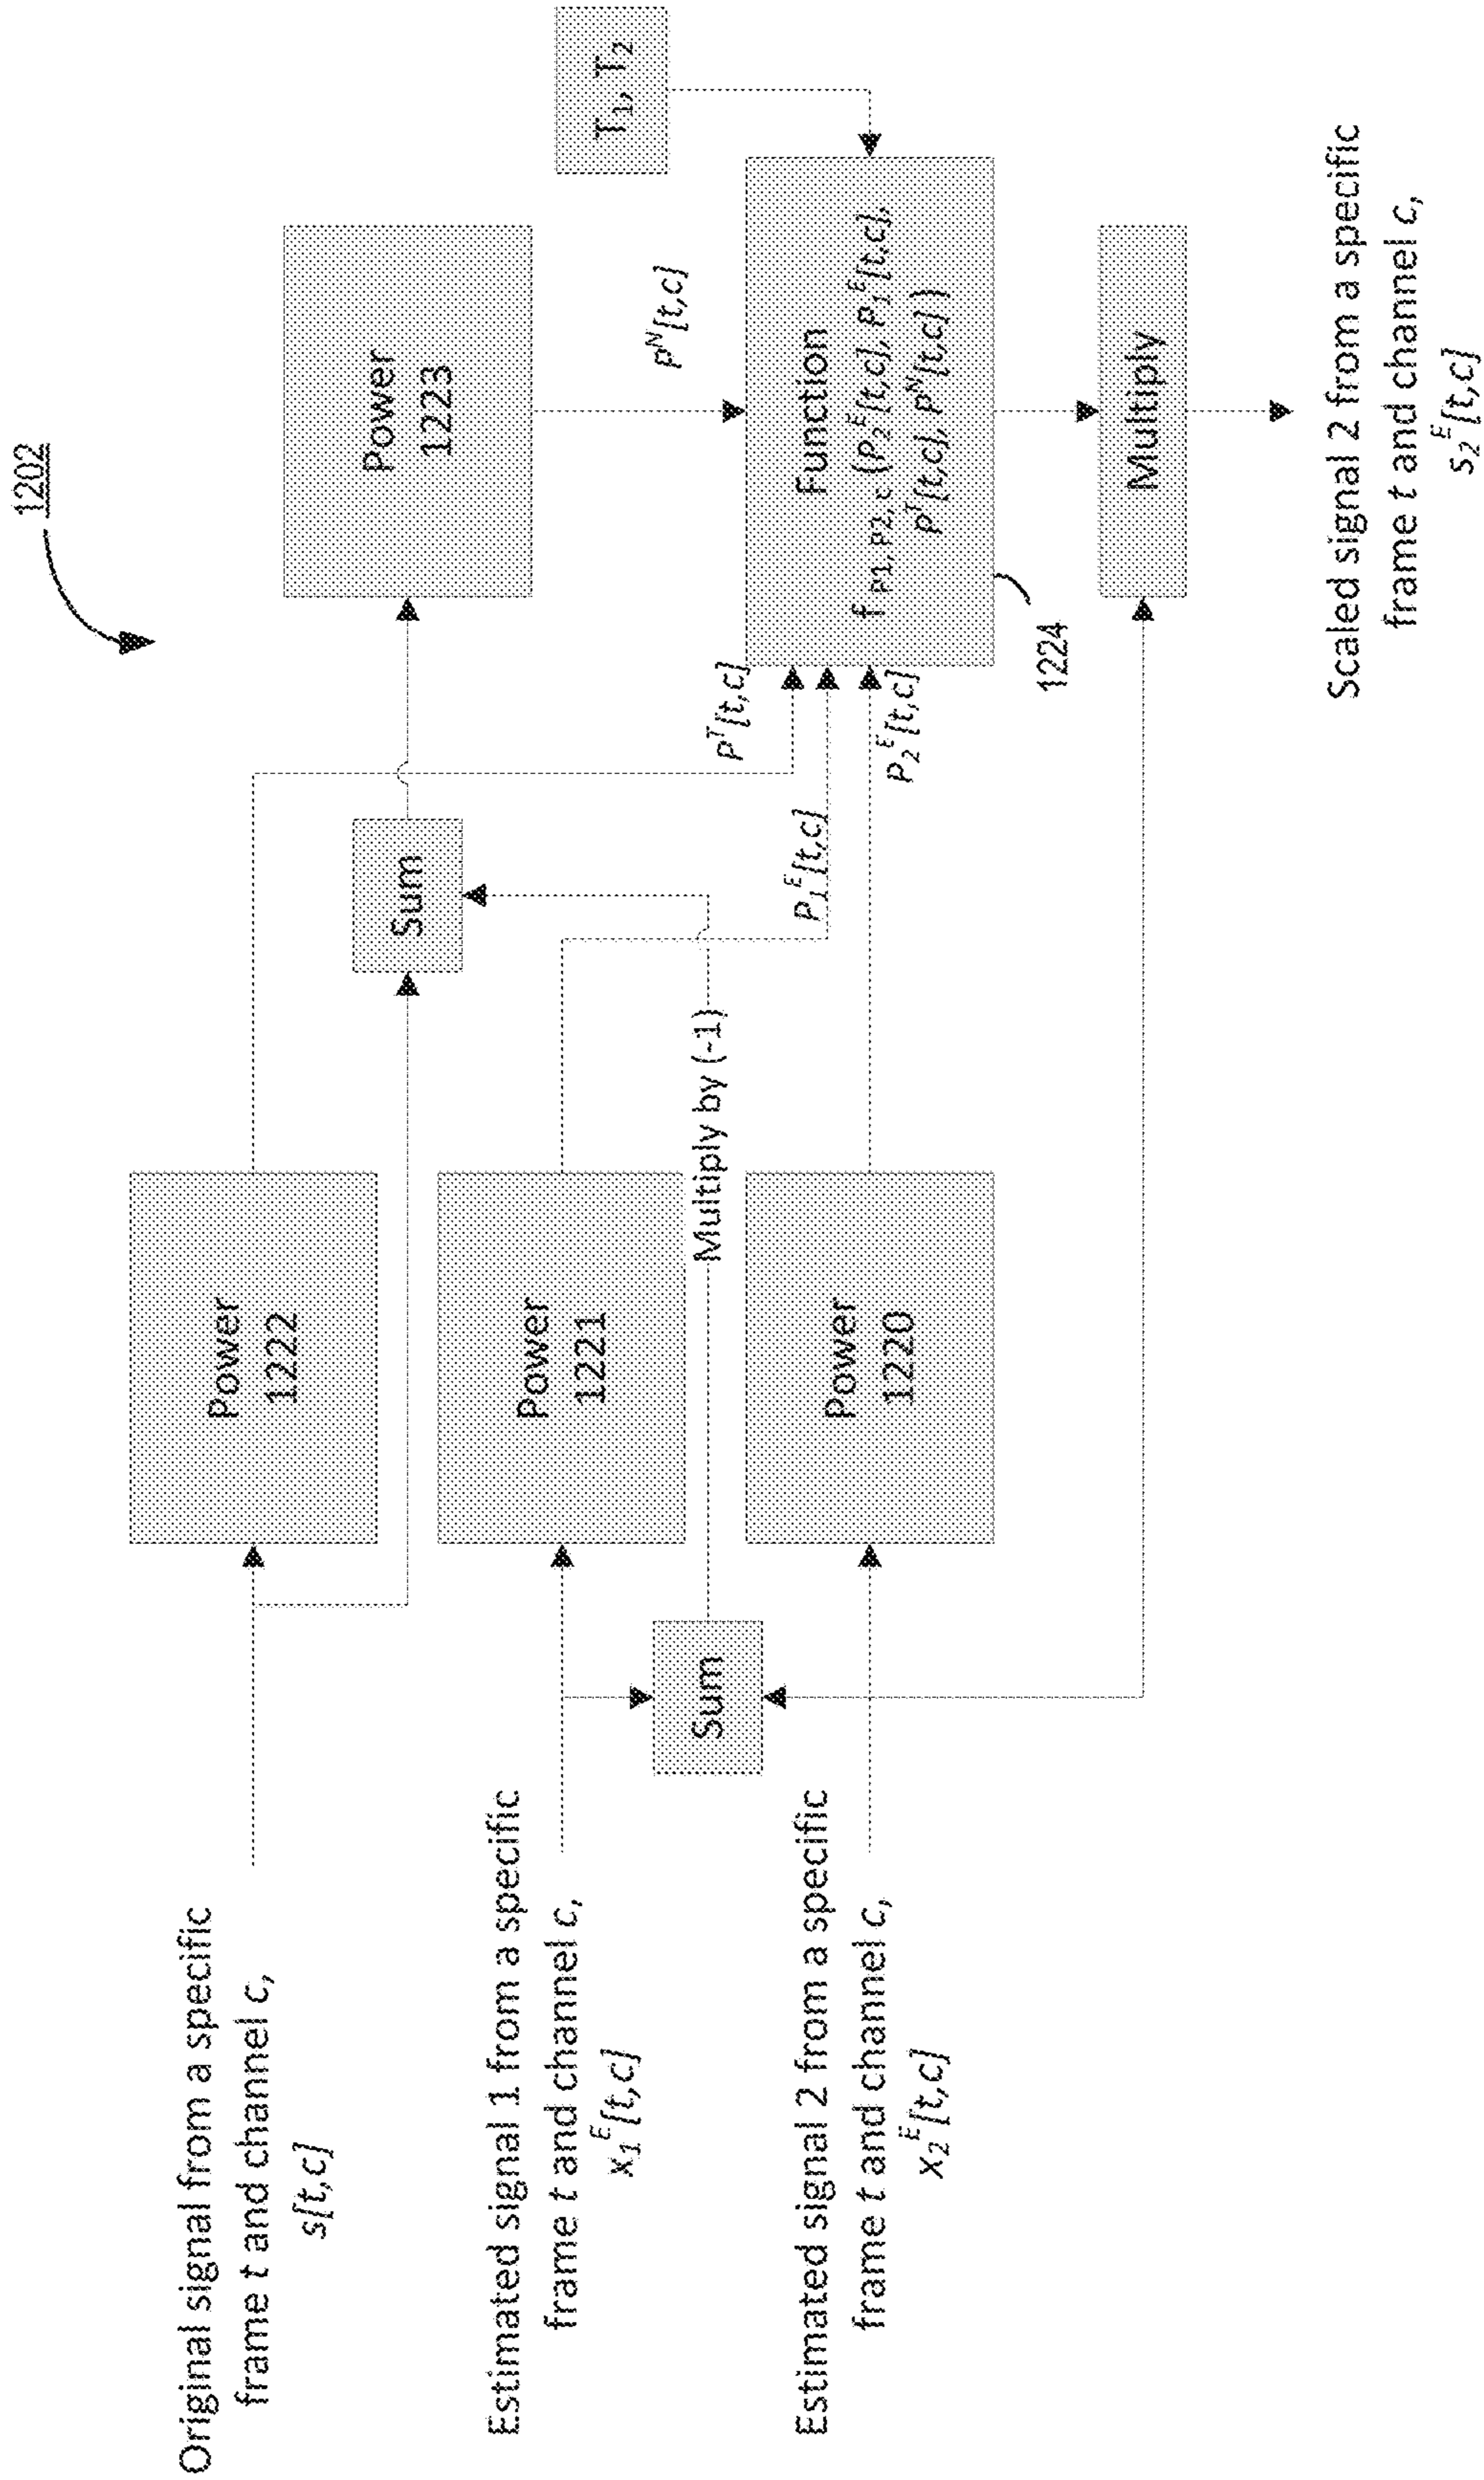 1202
Original signal from a specific
frame t and channel c,
s[t,c]
Estimated signal 1 from a specific
frame t and channel c,
x₁ᴱ[t,c]
Estimated signal 2 from a specific
frame t and channel c,
x₂ᴱ[t,c]
Sum
Power
1222
Power
1221
Power
1220
Multiply by (-1)
Sum
Pᵀ[t,c]
P₁ᴱ[t,c]
P₂ᴱ[t,c]
Power
1223
Pᴺ[t,c]
T₁, T₂
Function
f P1, P2, c (P₂ᴱ[t,c], P₁ᴱ[t,c],
Pᵀ[t,c], Pᴺ[t,c] )
1224
Multiply
Scaled signal 2 from a specific
frame t and channel c,
s₂ᴱ[t,c]